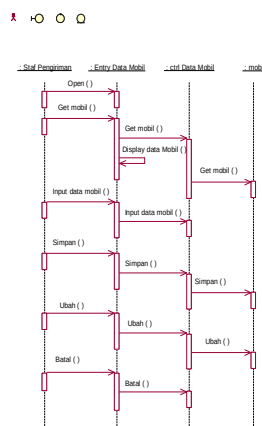 : Staf Pengiriman : Entry Data Mobil : ctrl Data Mobil : mob
Open ( )
Get mobil ( )
Get mobil ( )
Display data Mobil ( )
Get mobil ( )
Input data mobil ( )
Input data mobil ( )
Simpan ( )
Simpan ( )
Simpan ( )
Ubah ( )
Ubah ( )
Ubah ( )
Batal ( )
Batal ( )